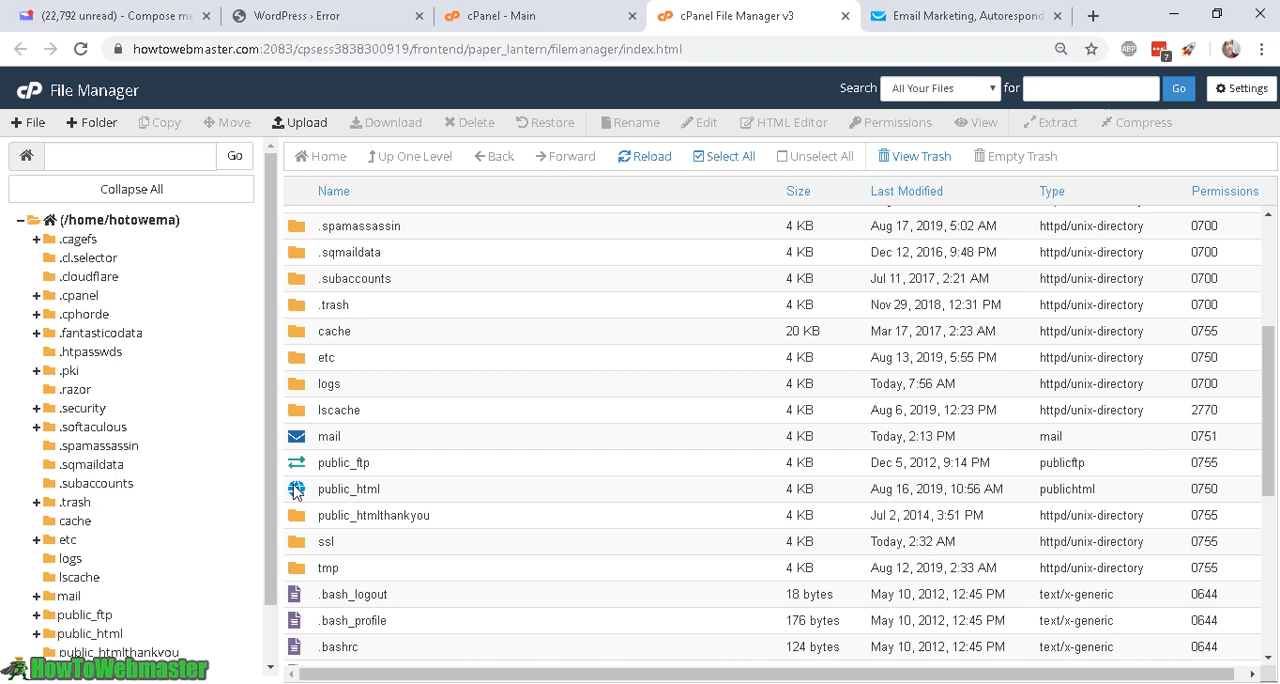 (22,792 unread) - Compose me
WordPress › Error
cPanel - Main
cPanel File Manager v3
Email Marketing, Autorespond
howtowebmaster.com:2083/cpsess3838300919/frontend/paper_lantern/filemanager/index.html
ABP
7
cP File Manager
Search All Your Files for Go Settings
File Folder Copy Move Upload Download Delete Restore Rename Edit HTML Editor Permissions View Extract Compress
Go Home Up One Level Back Forward Reload Select All Unselect All View Trash Empty Trash
Collapse All
Name Size Last Modified Type Permissions
(/home/hotowema)
.cagefs
.cl.selector
.cloudflare
.cpanel
.cphorde
.fantasticodata
.htpasswds
.pki
.razor
.security
.softaculous
.spamassassin
.sqmaildata
.subaccounts
.trash
cache
etc
logs
lscache
mail
public_ftp
public_html
public_htmlthankyou
HowToWebmaster
.spamassassin 4 KB Aug 17, 2019, 5:02 AM httpd/unix-directory 0700
.sqmaildata 4 KB Dec 12, 2016, 9:48 PM httpd/unix-directory 0700
.subaccounts 4 KB Jul 11, 2017, 2:21 AM httpd/unix-directory 0700
.trash 4 KB Nov 29, 2018, 12:31 PM httpd/unix-directory 0700
cache 20 KB Mar 17, 2017, 2:23 AM httpd/unix-directory 0755
etc 4 KB Aug 13, 2019, 5:55 PM httpd/unix-directory 0750
logs 4 KB Today, 7:56 AM httpd/unix-directory 0700
lscache 4 KB Aug 6, 2019, 12:23 PM httpd/unix-directory 2770
mail 4 KB Today, 2:13 PM mail 0751
public_ftp 4 KB Dec 5, 2012, 9:14 PM publicftp 0755
public_html 4 KB Aug 16, 2019, 10:56 AM publichtml 0750
public_htmlthankyou 4 KB Jul 2, 2014, 3:51 PM httpd/unix-directory 0755
ssl 4 KB Today, 2:32 AM httpd/unix-directory 0755
tmp 4 KB Aug 12, 2019, 2:33 AM httpd/unix-directory 0755
.bash_logout 18 bytes May 10, 2012, 12:45 PM text/x-generic 0644
.bash_profile 176 bytes May 10, 2012, 12:45 PM text/x-generic 0644
.bashrc 124 bytes May 10, 2012, 12:45 PM text/x-generic 0644